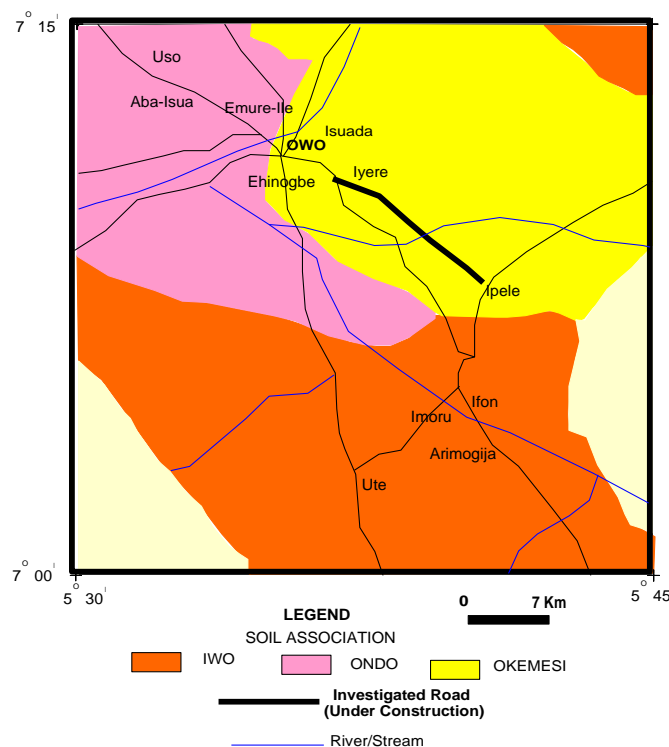 7° 15'
Uso
Aba-Isua
Emure-Ile
Isuada
OWO
Iyere
Ehinogbe
Ipele
Ifon
Imoru
Arimogija
Ute
7° 00'
5° 30'
5° 45'
LEGEND
0 7 Km
SOIL ASSOCIATION
IWO ONDO OKEMESI
Investigated Road
(Under Construction)
River/Stream